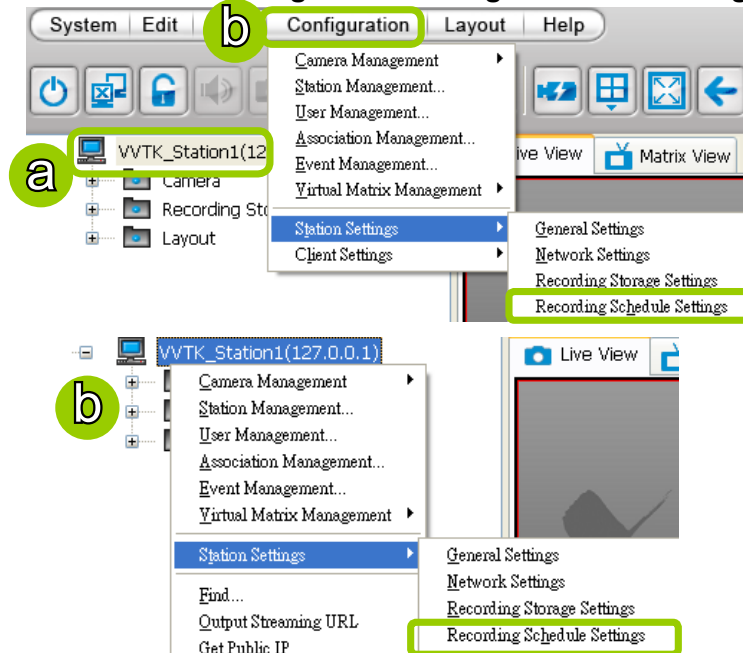 System Edit b Configuration Layout Help
Camera Management
Station Management...
User Management...
Association Management...
Event Management...
Virtual Matrix Management
Station Settings
Client Settings
General Settings
Network Settings
Recording Storage Settings
Recording Schedule Settings
a
VVTK_Station1(12
Camera
Recording Sto
Layout
ive View Matrix View
VVTK_Station1(127.0.0.1)
Live View
b
Camera Management
Station Management...
User Management...
Association Management...
Event Management...
Virtual Matrix Management
Station Settings
Find...
Output Streaming URL
Get Public IP
General Settings
Network Settings
Recording Storage Settings
Recording Schedule Settings